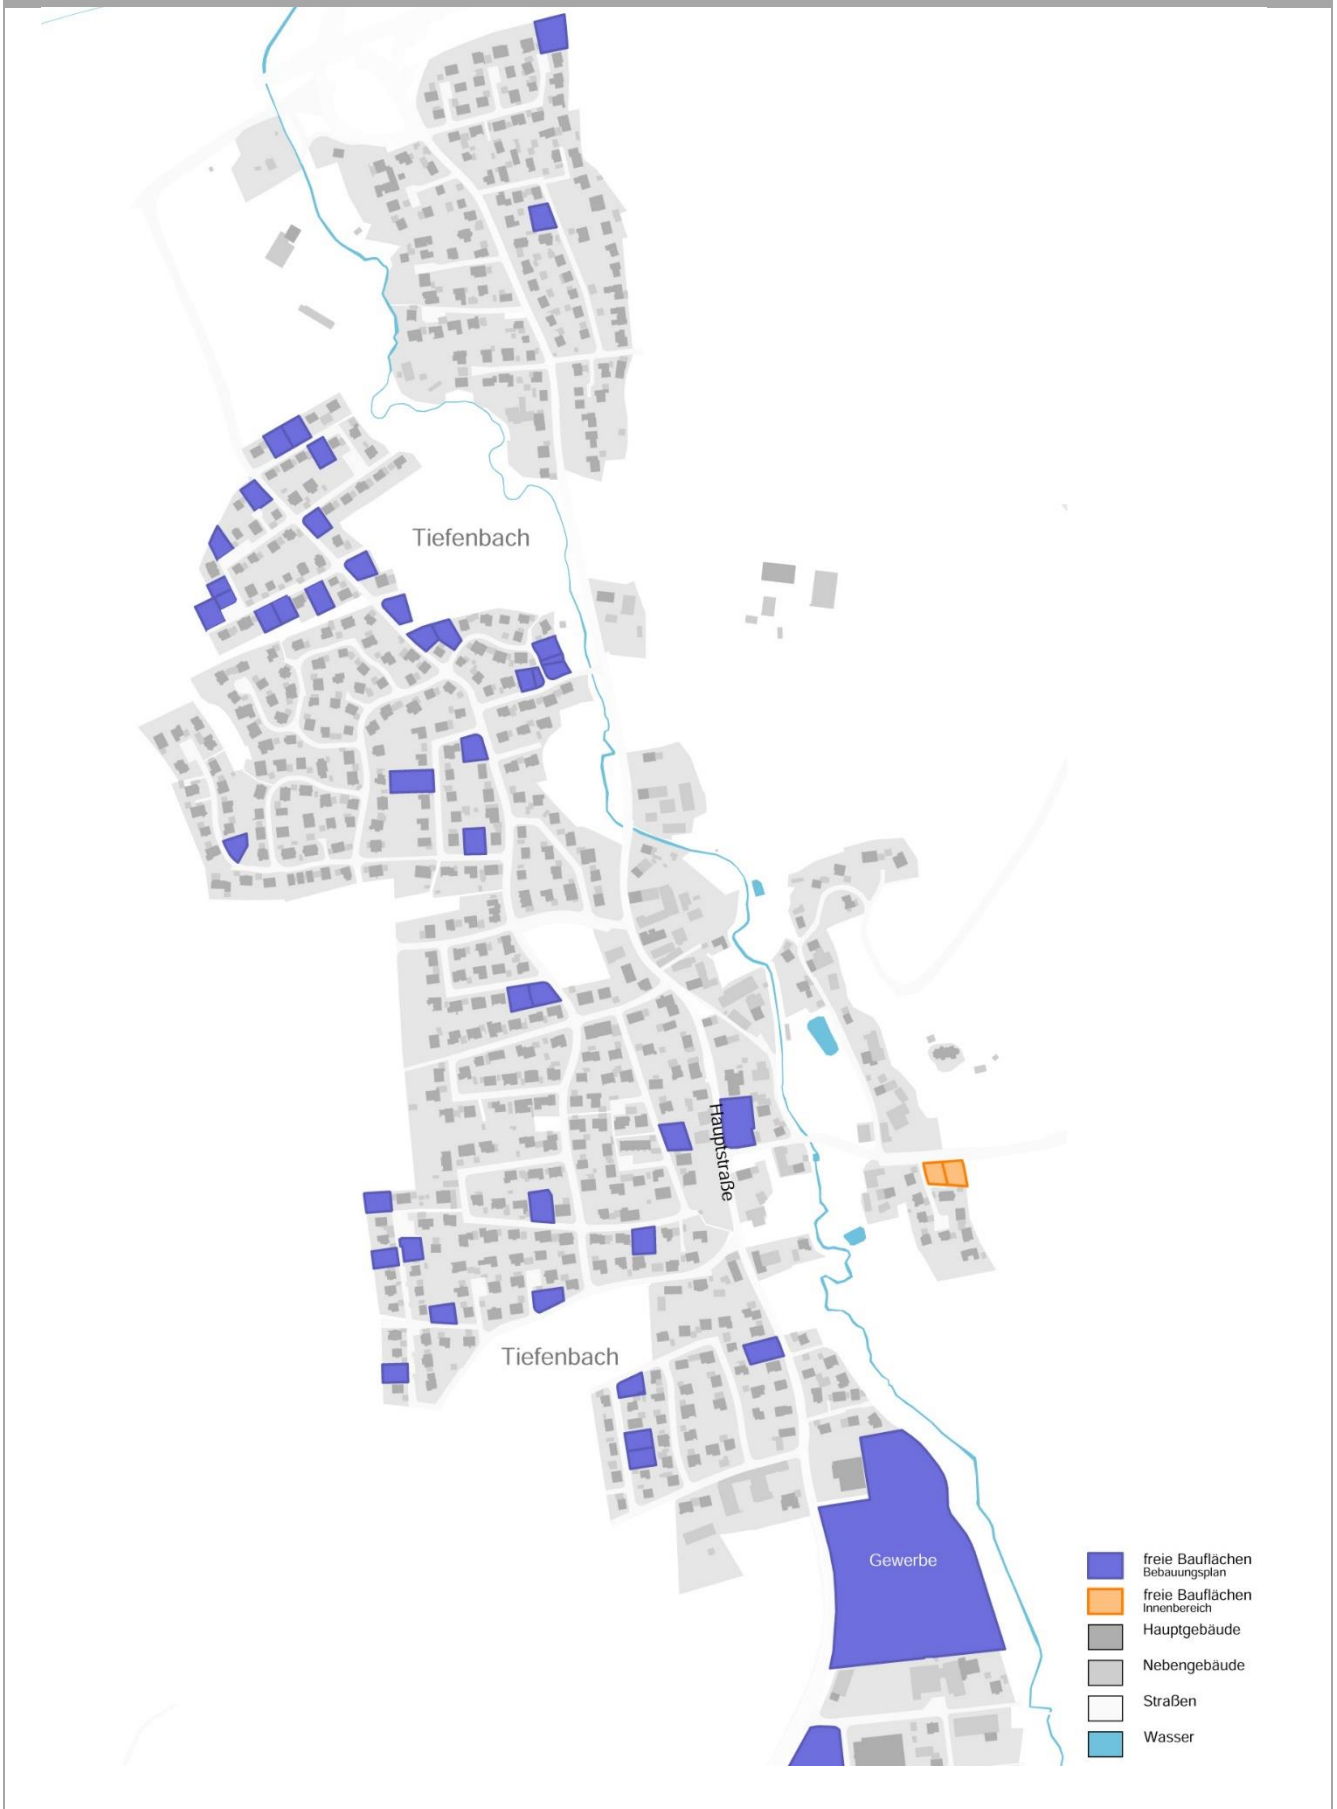 Tiefenbach
Hauptstraße
Tiefenbach
Gewerbe
freie Bauflächen
Bebauungsplan
freie Bauflächen
Innenbereich
Hauptgebäude
Nebengebäude
Straßen
Wasser